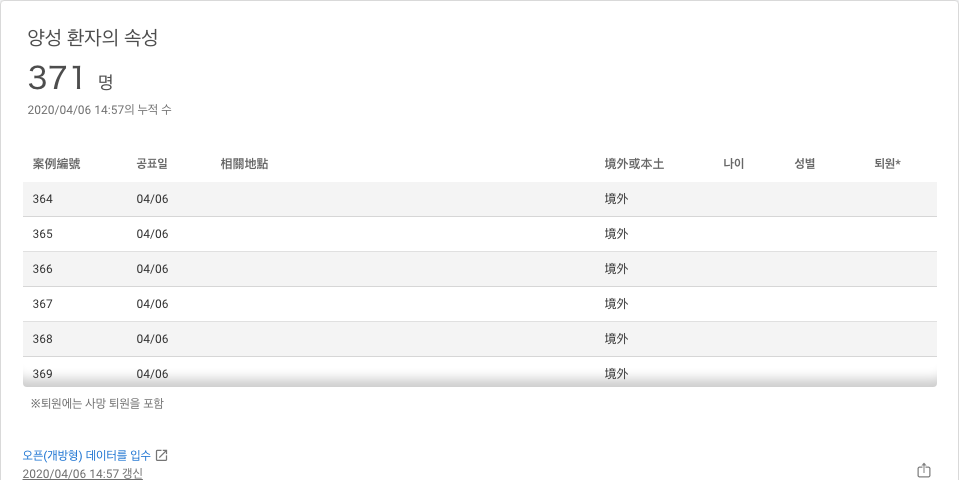 양성 환자의 속성
371 명
2020/04/06 14:57의 누적 수
案例編號 공표일 相關地點 境外或本土 나이 성별 퇴원*
364 04/06 境外
365 04/06 境外
366 04/06 境外
367 04/06 境外
368 04/06 境外
369 04/06 境外
※퇴원에는 사망 퇴원을 포함
오픈(개방형) 데이터를 입수
2020/04/06 14:57 갱신